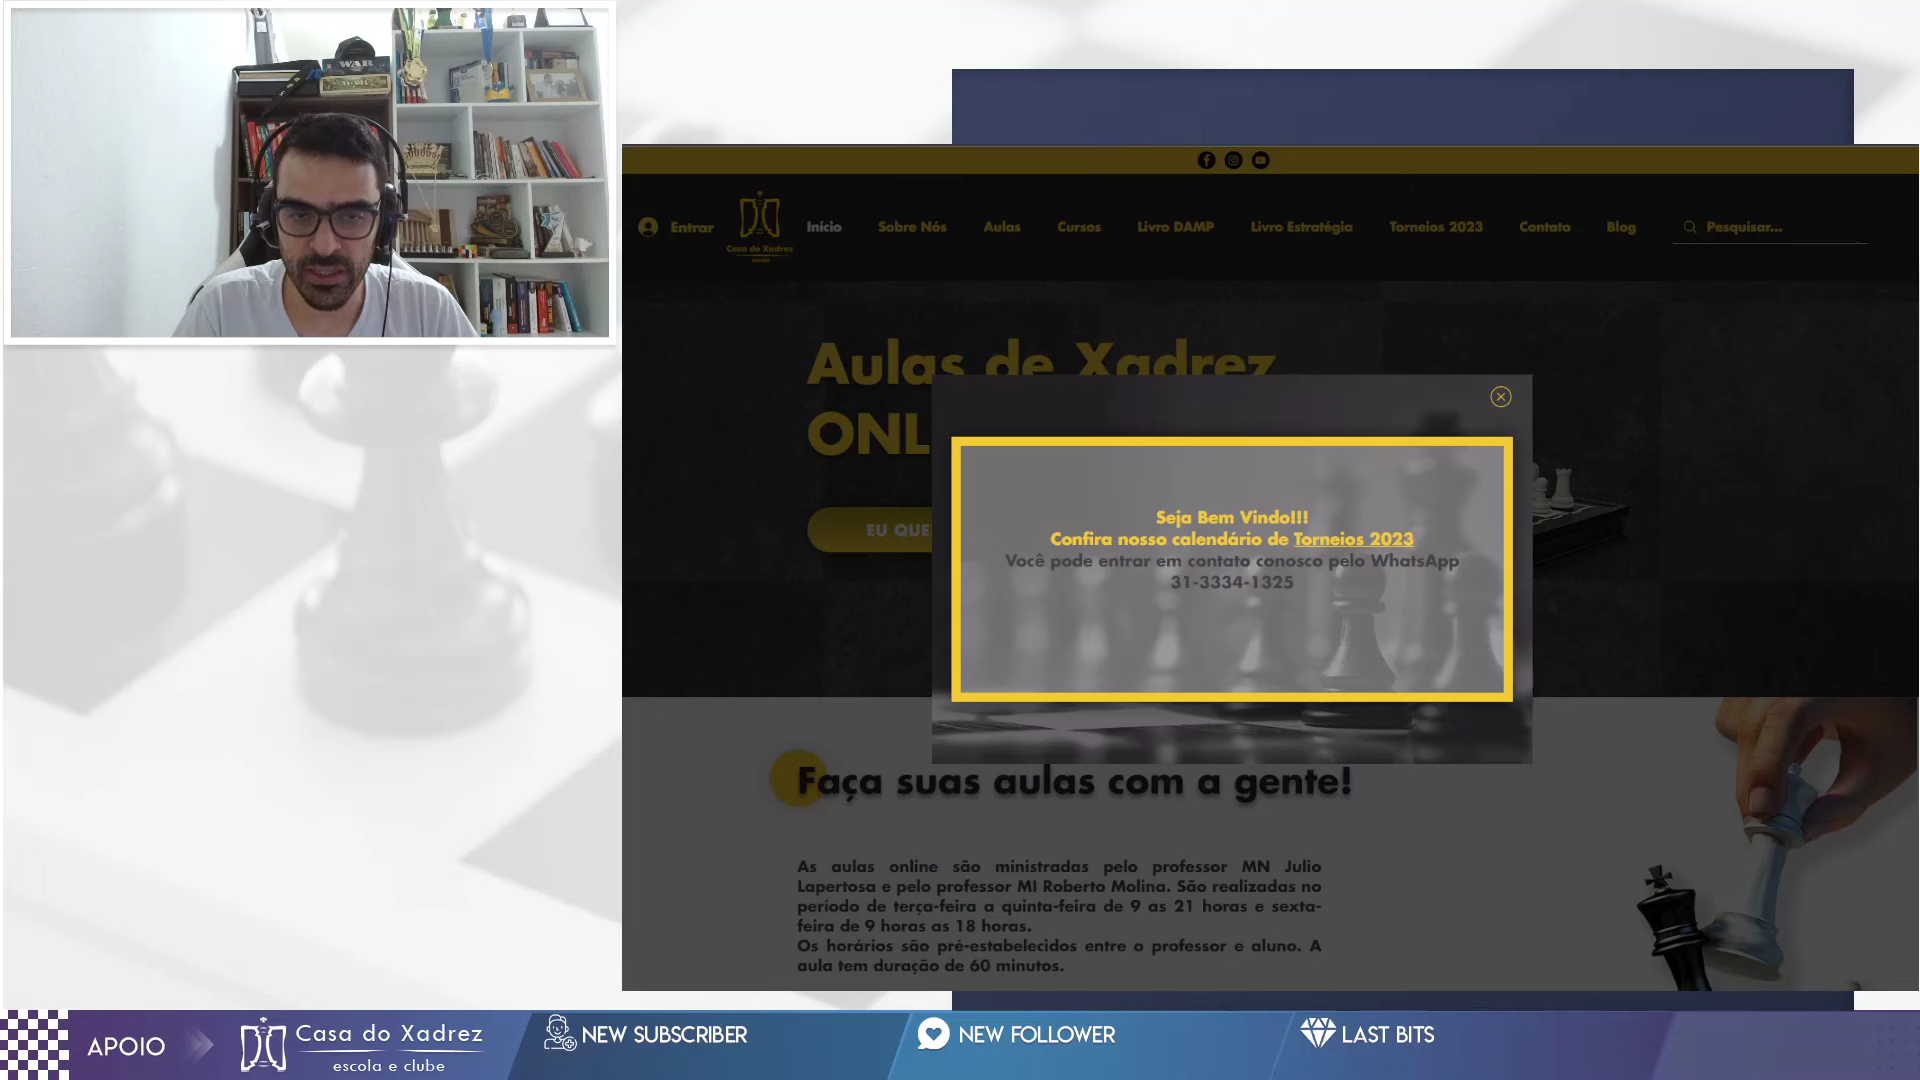 WAR
Entrar
Casa do Xadrez
escola
Início
Sobre Nós
Aulas
Cursos
Livro DAMP
Livro Estratégia
Torneios 2023
Contato
Blog
Pesquisar...
Aulas de Xadrez
ONL
EU QUE
Seja Bem Vindo!!!
Confira nosso calendário de Torneios 2023
Você pode entrar em contato conosco pelo WhatsApp
31-3334-1325
Faça suas aulas com a gente!
As aulas online são ministradas pelo professor MN Julio
Lapertosa e pelo professor MI Roberto Molina. São realizadas no
período de terça-feira a quinta-feira de 9 as 21 horas e sexta-
feira de 9 horas as 18 horas.
Os horários são pré-estabelecidos entre o professor e aluno. A
aula tem duração de 60 minutos.
APOIO
Casa do Xadrez
escola e clube
NEW SUBSCRIBER
NEW FOLLOWER
LAST BITS